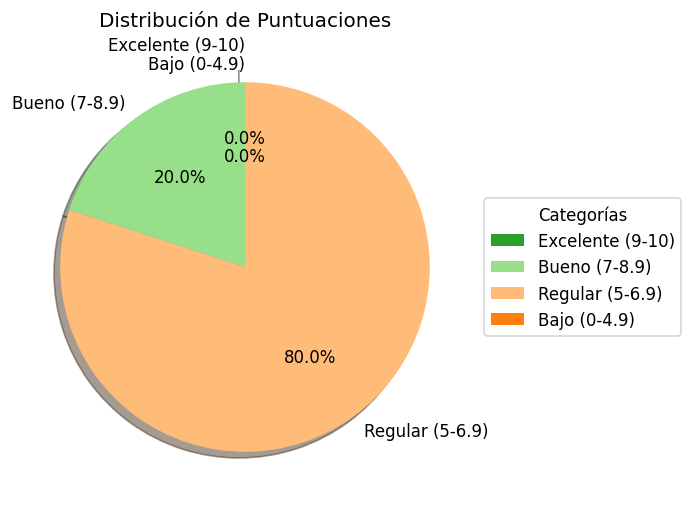 Distribución de Puntuaciones
Excelente (9-10)
Bajo (0-4.9)
Bueno (7-8.9)
0.0%
0.0%
20.0%
80.0%
Regular (5-6.9)
Categorías
Excelente (9-10)
Bueno (7-8.9)
Regular (5-6.9)
Bajo (0-4.9)